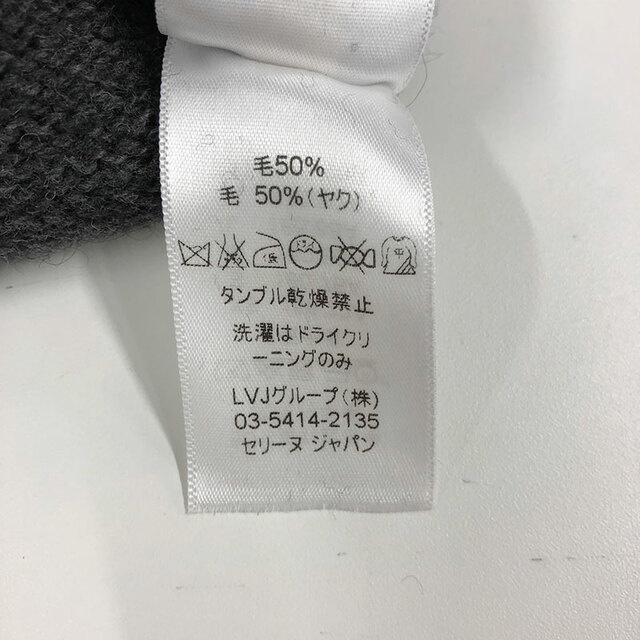 毛50%
毛 50%(ヤク)
低
平
タンブル乾燥禁止
洗濯はドライクリ
ーニングのみ
LVJグループ(株)
03-5414-2135
セリーヌ ジャパン